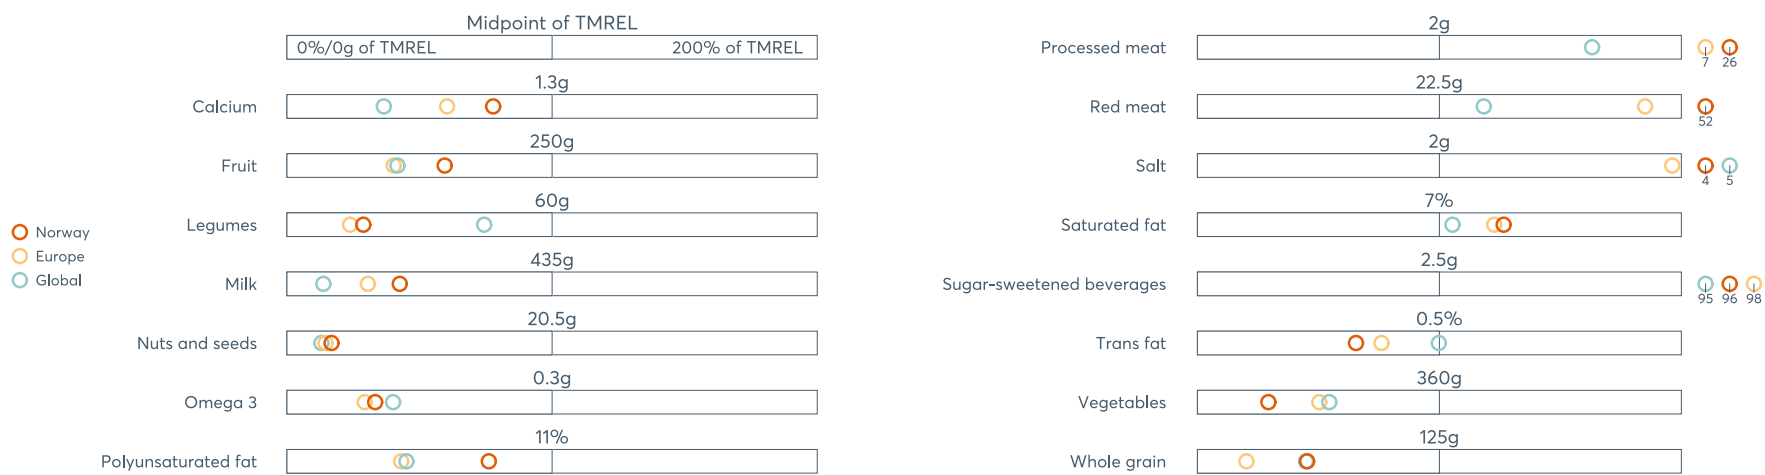 Midpoint of TMREL
0%/0g of TMREL 200% of TMREL
1.3g
Calcium
250g
Fruit
60g
Legumes
435g
Milk
20.5g
Nuts and seeds
0.3g
Omega 3
11%
Polyunsaturated fat
Norway
Europe
Global
2g
Processed meat
7 26
22.5g
Red meat
52
2g
Salt
4 5
7%
Saturated fat
2.5g
Sugar-sweetened beverages
95 96 98
0.5%
Trans fat
360g
Vegetables
125g
Whole grain